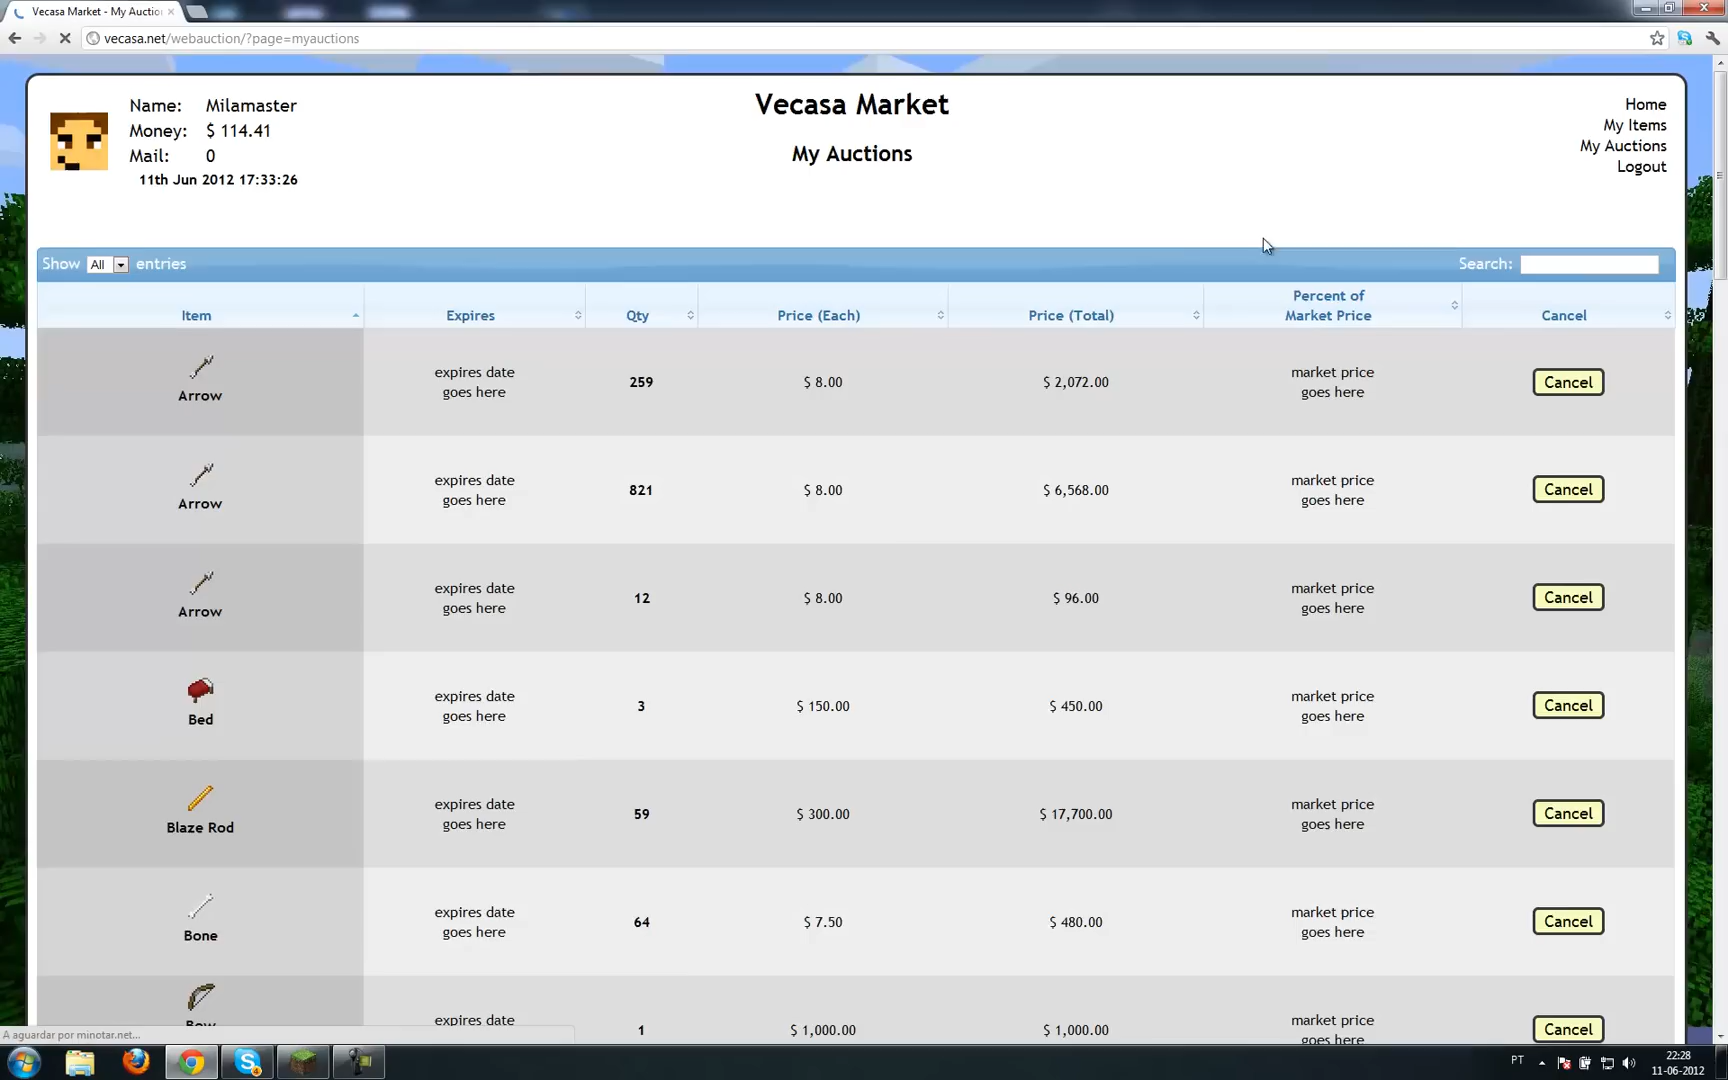 Vecasa Market - My Auctio
vecasa.net/webauction/?page=myauctions
Name: Milamaster
Money: $ 114.41
Mail: 0
11th Jun 2012 17:33:26
Vecasa Market
My Auctions
Home
My Items
My Auctions
Logout
Show All entries
Search:
Item Expires Qty Price (Each) Price (Total) Percent of Market Price Cancel
Arrow expires date goes here 259 $ 8.00 $ 2,072.00 market price goes here Cancel
Arrow expires date goes here 821 $ 8.00 $ 6,568.00 market price goes here Cancel
Arrow expires date goes here 12 $ 8.00 $ 96.00 market price goes here Cancel
Bed expires date goes here 3 $ 150.00 $ 450.00 market price goes here Cancel
Blaze Rod expires date goes here 59 $ 300.00 $ 17,700.00 market price goes here Cancel
Bone expires date goes here 64 $ 7.50 $ 480.00 market price goes here Cancel
Bow expires date 1 $ 1,000.00 $ 1,000.00 market price goes here Cancel
A aguardar por minotar.net...
PT
22:28
11-06-2012